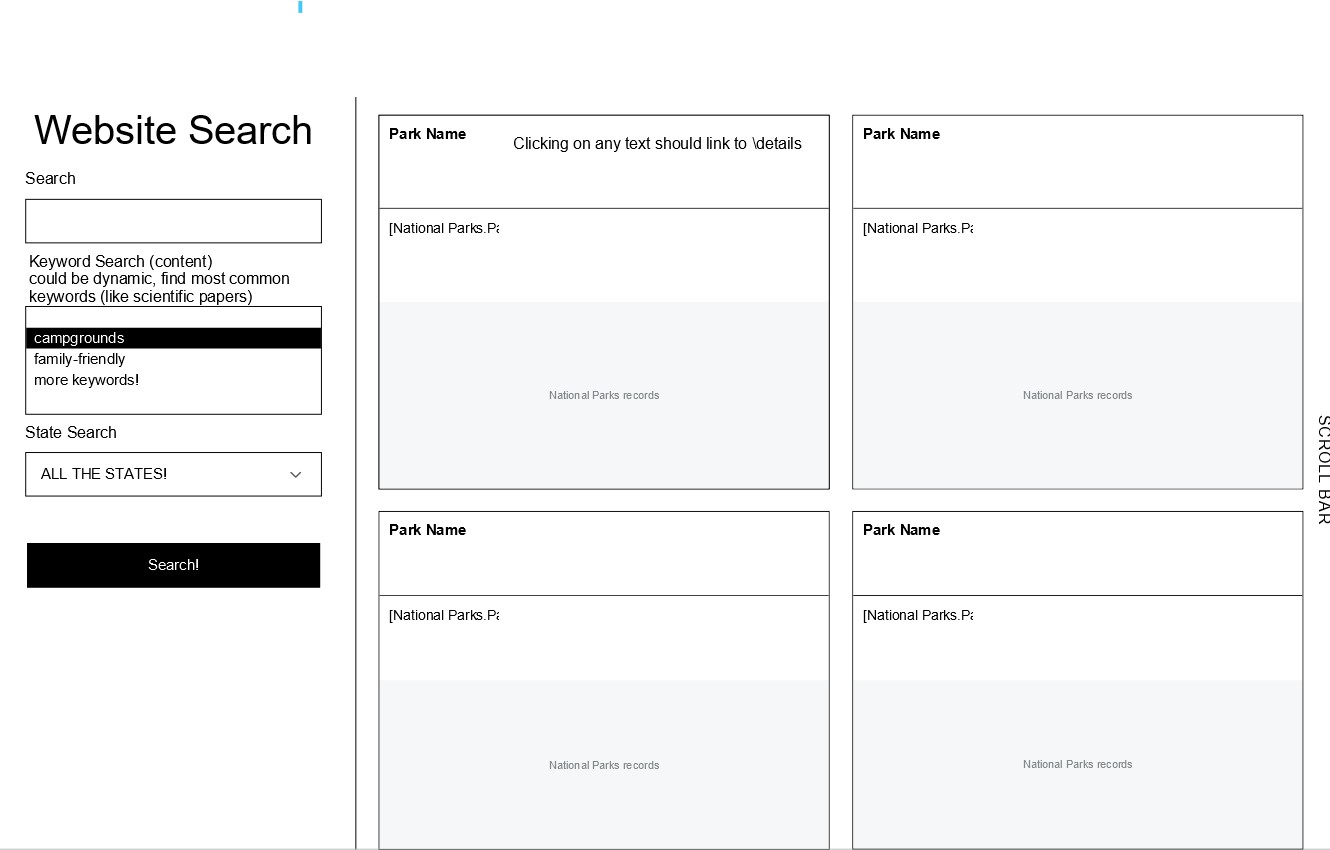 Website Search
Search
Keyword Search (content)
could be dynamic, find most common
keywords (like scientific papers)
campgrounds
family-friendly
more keywords!
State Search
ALL THE STATES!
Search!
Park Name
Clicking on any text should link to \details
[National Parks.Pa
National Parks records
Park Name
[National Parks.Pa
National Parks records
Park Name
[National Parks.Pa
National Parks records
Park Name
[National Parks.Pa
National Parks records
SCROLL BAR